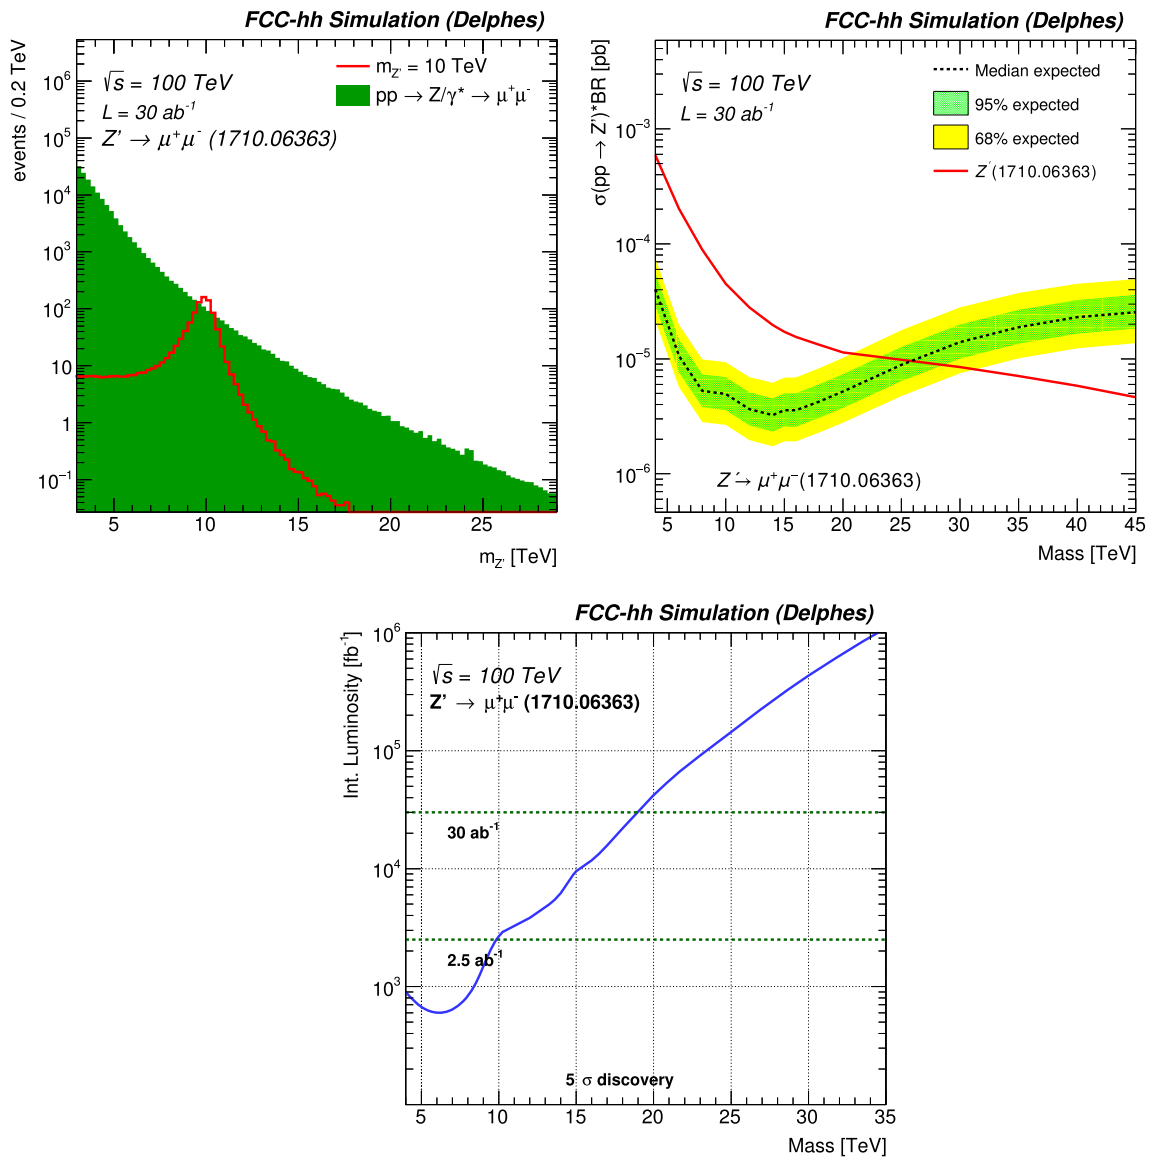 FCC-hh Simulation (Delphes)
events / 0.2 TeV
√s = 100 TeV
L = 30 ab⁻¹
Z' → μ⁺μ⁻ (1710.06363)
m_Z' = 10 TeV
pp → Z/γ* → μ⁺μ⁻
10⁶
10⁵
10⁴
10³
10²
10
1
10⁻¹
5 10 15 20 25
m_Z' [TeV]
FCC-hh Simulation (Delphes)
σ(pp → Z')*BR [pb]
√s = 100 TeV
L = 30 ab⁻¹
Median expected
95% expected
68% expected
Z′(1710.06363)
10⁻³
10⁻⁴
10⁻⁵
10⁻⁶
Z′→ μ⁺μ⁻(1710.06363)
5 10 15 20 25 30 35 40 45
Mass [TeV]
FCC-hh Simulation (Delphes)
Int. Luminosity [fb⁻¹]
√s = 100 TeV
Z' → μ⁺μ⁻ (1710.06363)
10⁶
10⁵
30 ab⁻¹
10⁴
2.5 ab⁻¹
10³
5 σ discovery
5 10 15 20 25 30 35
Mass [TeV]